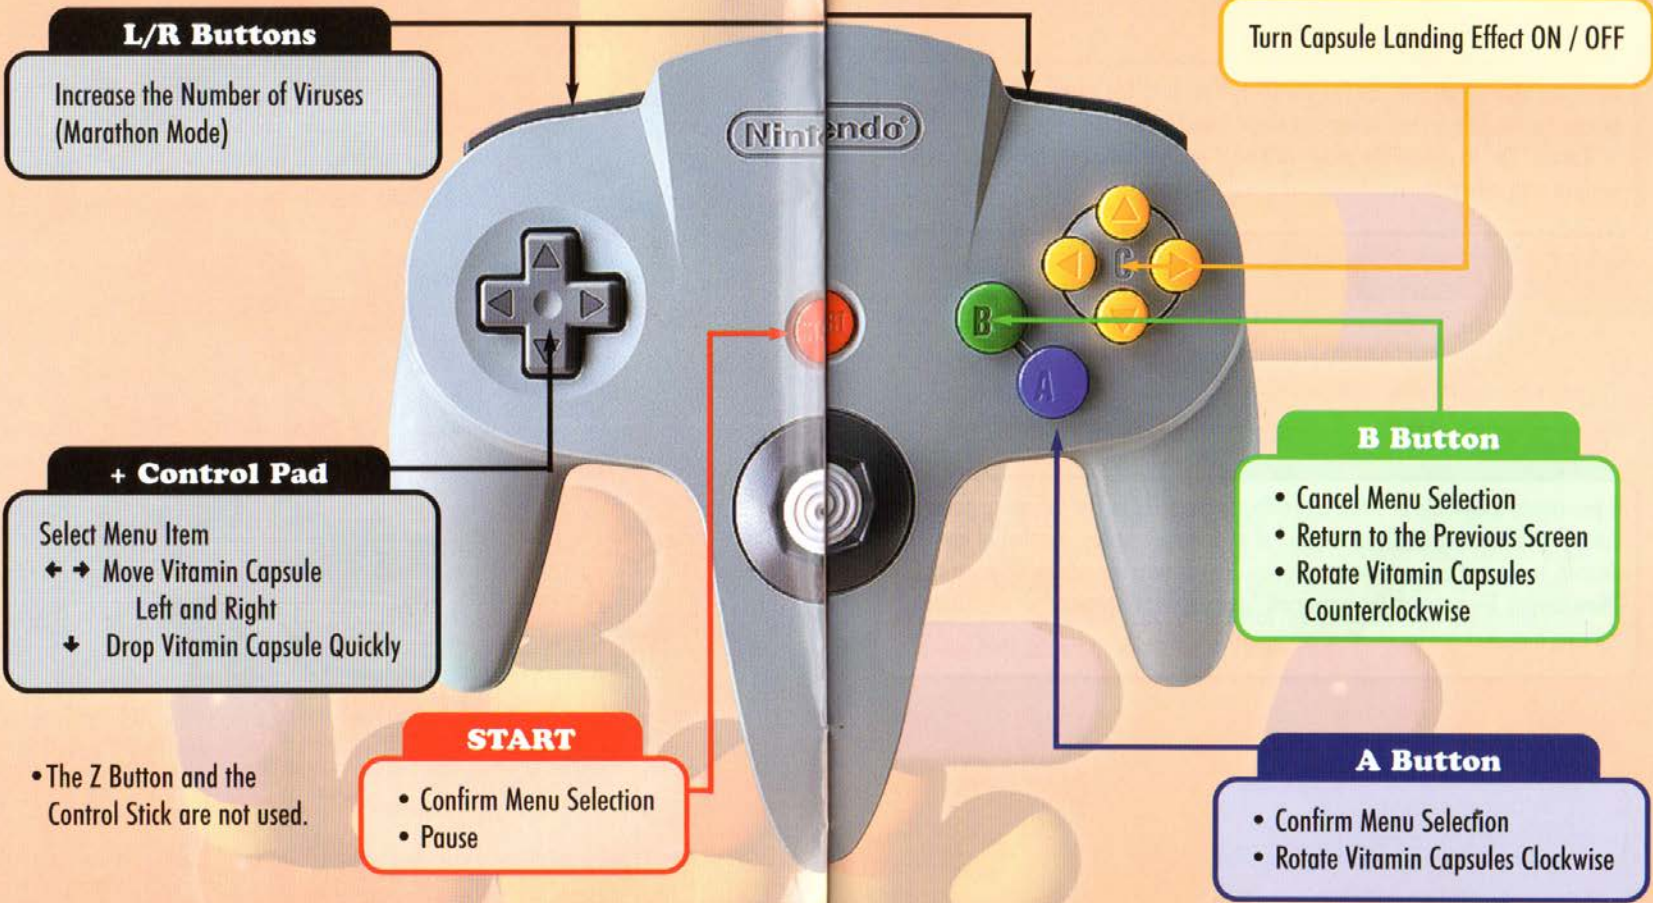 L/R Buttons
Increase the Number of Viruses
(Marathon Mode)
Turn Capsule Landing Effect ON / OFF
Nintendo®
C
START
B
A
+ Control Pad
Select Menu Item
← → Move Vitamin Capsule
Left and Right
↓ Drop Vitamin Capsule Quickly
B Button
• Cancel Menu Selection
• Return to the Previous Screen
• Rotate Vitamin Capsules
Counterclockwise
START
• Confirm Menu Selection
• Pause
• The Z Button and the
Control Stick are not used.
A Button
• Confirm Menu Selection
• Rotate Vitamin Capsules Clockwise